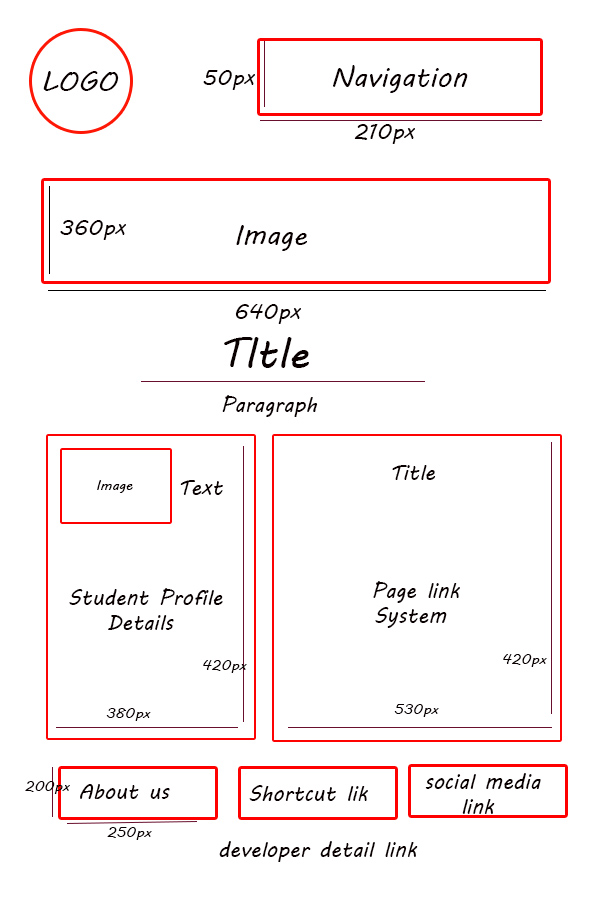 LOGO
50px
Navigation
210px
360px
Image
640px
TItle
Paragraph
Image
Text
Student Profile
Details
420px
380px
Title
Page link
System
420px
530px
200px
About us
250px
Shortcut lik
social media
link
developer detail link